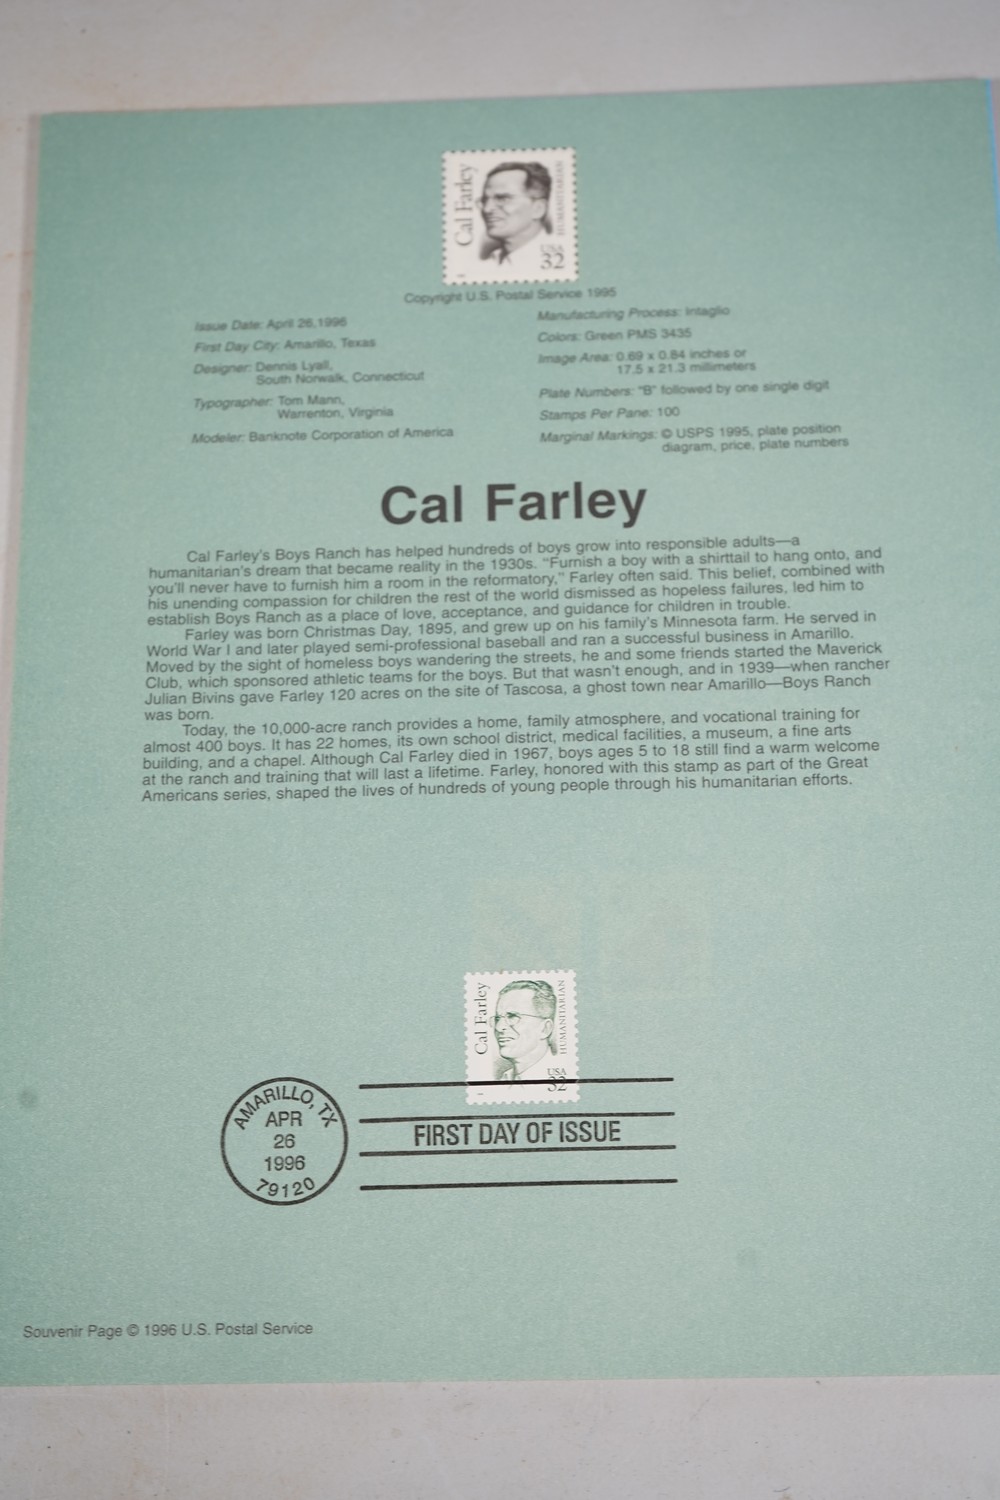 Cal Farley
HUMANITARIAN
USA
32
Copyright U.S. Postal Service 1995
Issue Date: April 26,1996
First Day City: Amarillo, Texas
Designer: Dennis Lyall,
South Norwalk, Connecticut
Typographer: Tom Mann,
Warrenton, Virginia
Modeler: Banknote Corporation of America
Manufacturing Process: Intaglio
Colors: Green PMS 3435
Image Area: 0.69 x 0.84 inches or
17.5 x 21.3 millimeters
Plate Numbers: "B" followed by one single digit
Stamps Per Pane: 100
Marginal Markings: © USPS 1995, plate position
diagram, price, plate numbers
Cal Farley
Cal Farley's Boys Ranch has helped hundreds of boys grow into responsible adults—a
humanitarian's dream that became reality in the 1930s. "Furnish a boy with a shirttail to hang onto, and
you'll never have to furnish him a room in the reformatory," Farley often said. This belief, combined with
his unending compassion for children the rest of the world dismissed as hopeless failures, led him to
establish Boys Ranch as a place of love, acceptance, and guidance for children in trouble.
Farley was born Christmas Day, 1895, and grew up on his family's Minnesota farm. He served in
World War I and later played semi-professional baseball and ran a successful business in Amarillo.
Moved by the sight of homeless boys wandering the streets, he and some friends started the Maverick
Club, which sponsored athletic teams for the boys. But that wasn't enough, and in 1939—when rancher
Julian Bivins gave Farley 120 acres on the site of Tascosa, a ghost town near Amarillo—Boys Ranch
was born.
Today, the 10,000-acre ranch provides a home, family atmosphere, and vocational training for
almost 400 boys. It has 22 homes, its own school district, medical facilities, a museum, a fine arts
building, and a chapel. Although Cal Farley died in 1967, boys ages 5 to 18 still find a warm welcome
at the ranch and training that will last a lifetime. Farley, honored with this stamp as part of the Great
Americans series, shaped the lives of hundreds of young people through his humanitarian efforts.
Cal Farley
HUMANITARIAN
USA
32
AMARILLO, TX
APR
26
1996
79120
FIRST DAY OF ISSUE
Souvenir Page © 1996 U.S. Postal Service